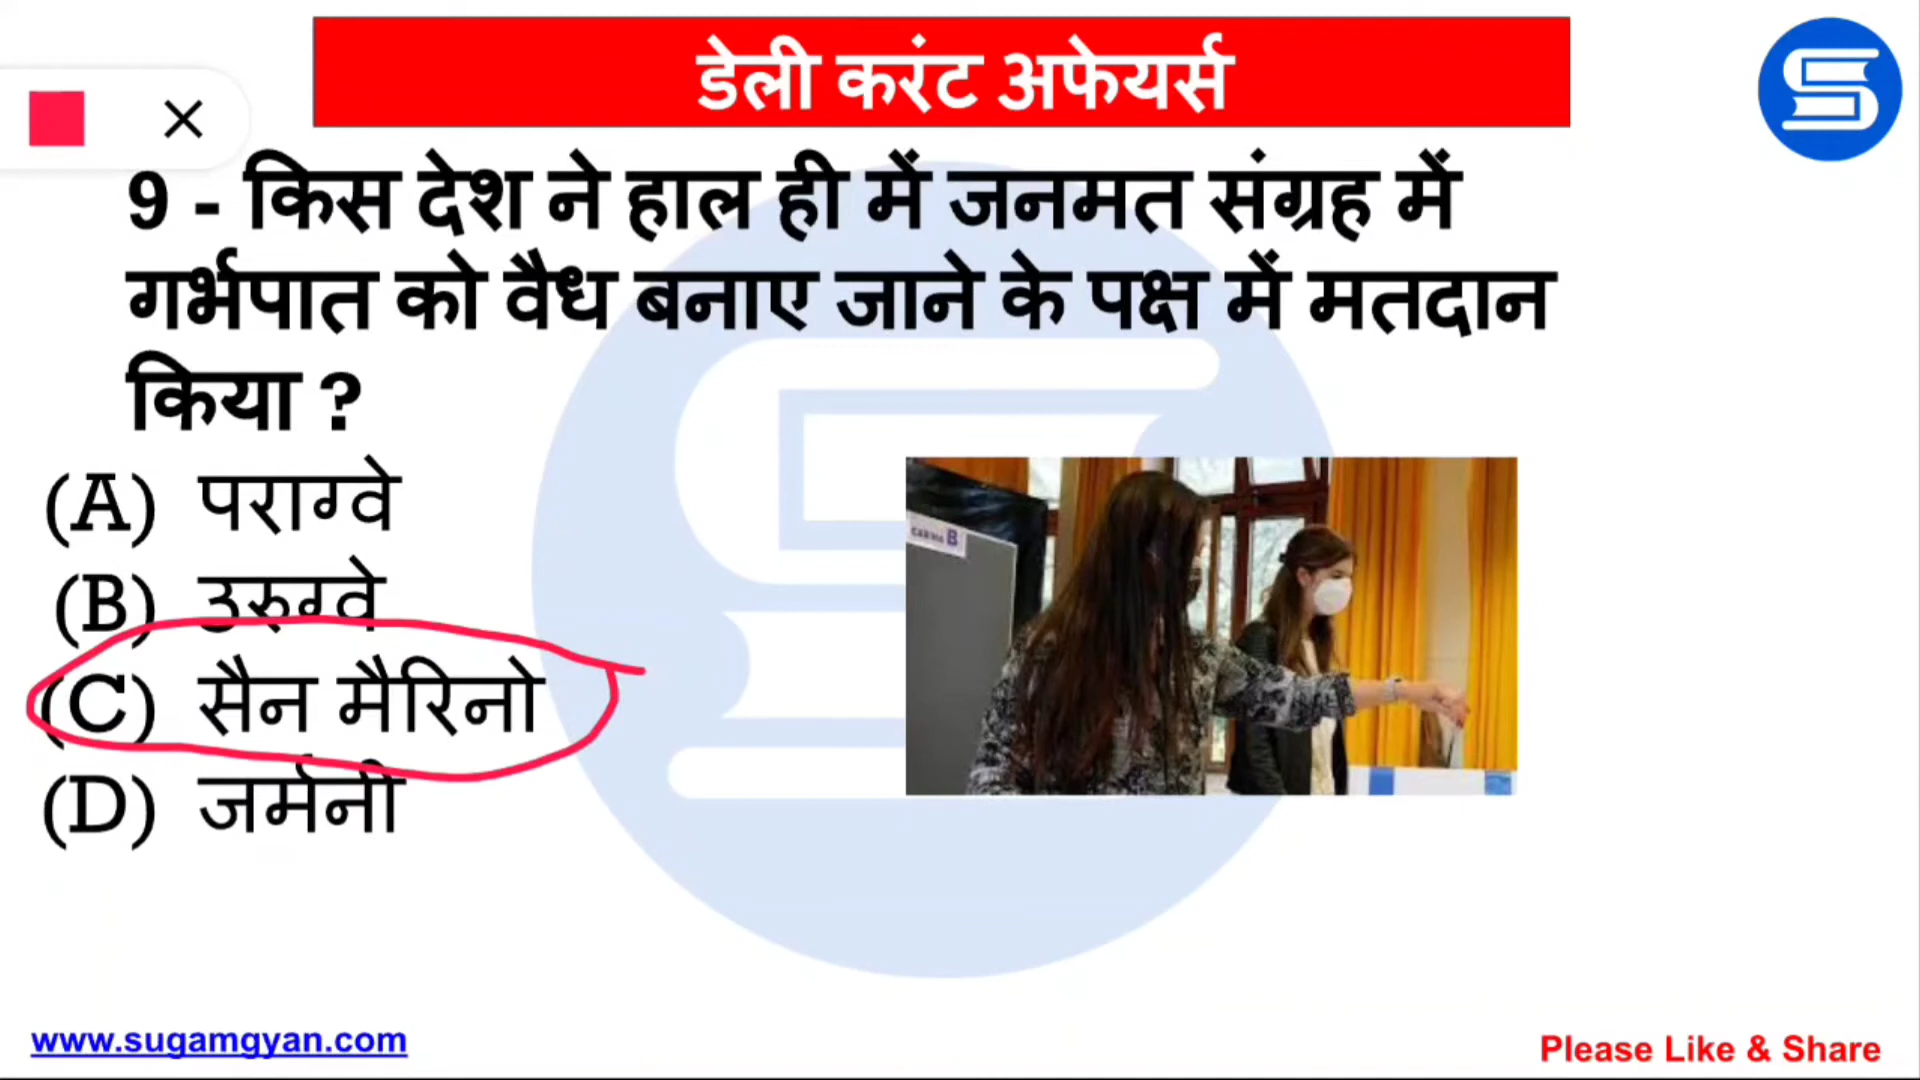 डेली करंट अफेयर्स
9 - किस देश ने हाल ही में जनमत संग्रह में
गर्भपात को वैध बनाए जाने के पक्ष में मतदान
किया ?
(A) पराग्वे
(B) उरुग्वे
(C) सैन मैरिनो
(D) जर्मनी
www.sugamgyan.com
Please Like & Share